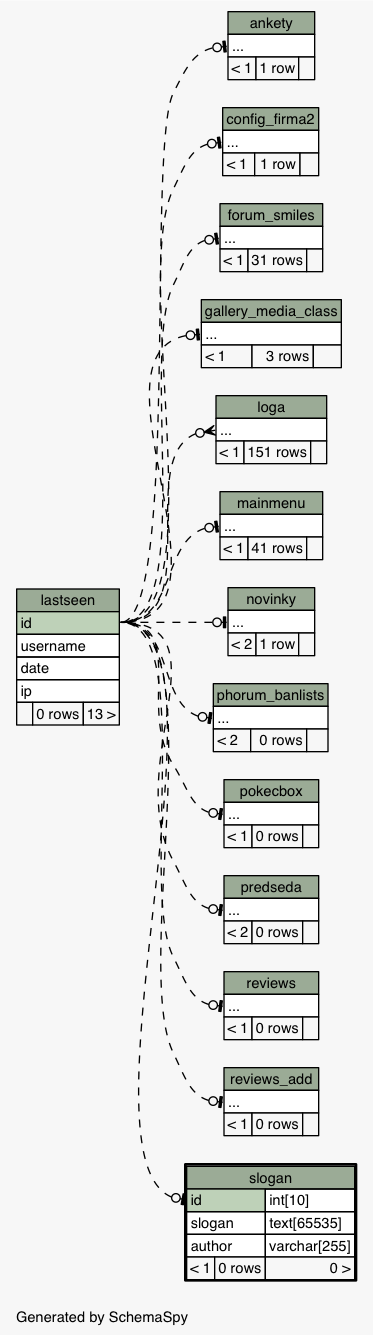 ankety
...
< 1 1 row
config_firma2
...
< 1 1 row
forum_smiles
...
< 1 31 rows
gallery_media_class
...
< 1 3 rows
loga
...
< 1 151 rows
mainmenu
...
< 1 41 rows
lastseen
id
username
date
ip
0 rows 13 >
novinky
...
< 2 1 row
phorum_banlists
...
< 2 0 rows
pokecbox
...
< 1 0 rows
predseda
...
< 2 0 rows
reviews
...
< 1 0 rows
reviews_add
...
< 1 0 rows
slogan
id int[10]
slogan text[65535]
author varchar[255]
< 1 0 rows 0 >
Generated by SchemaSpy